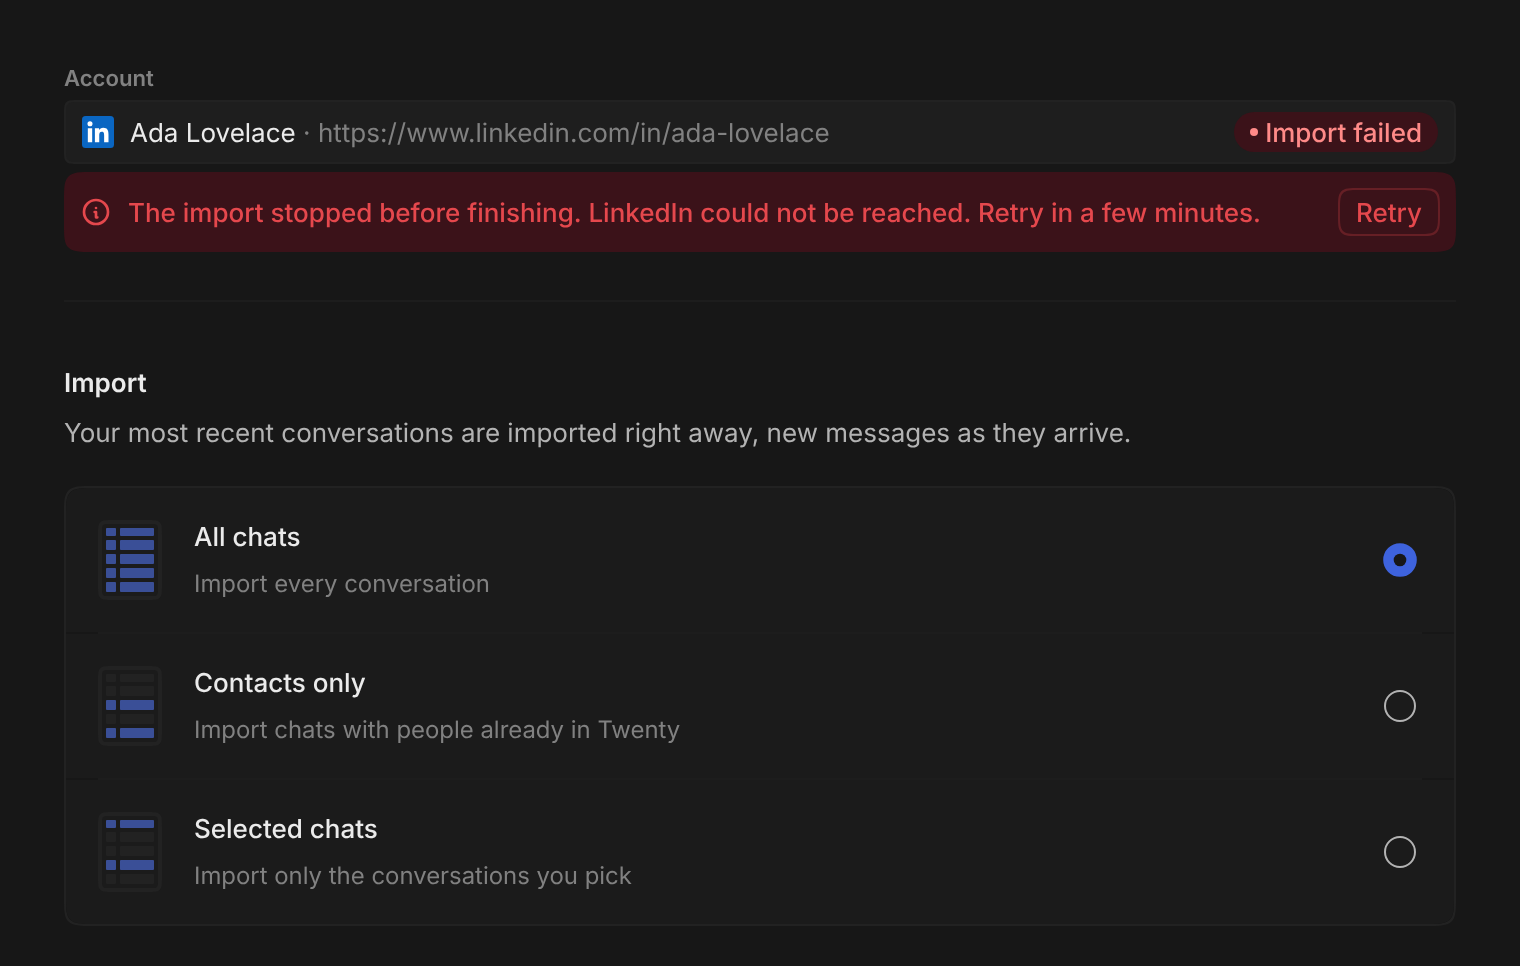 Account
in Ada Lovelace · https://www.linkedin.com/in/ada-lovelace • Import failed
The import stopped before finishing. LinkedIn could not be reached. Retry in a few minutes. Retry
Import
Your most recent conversations are imported right away, new messages as they arrive.
All chats
Import every conversation
Contacts only
Import chats with people already in Twenty
Selected chats
Import only the conversations you pick